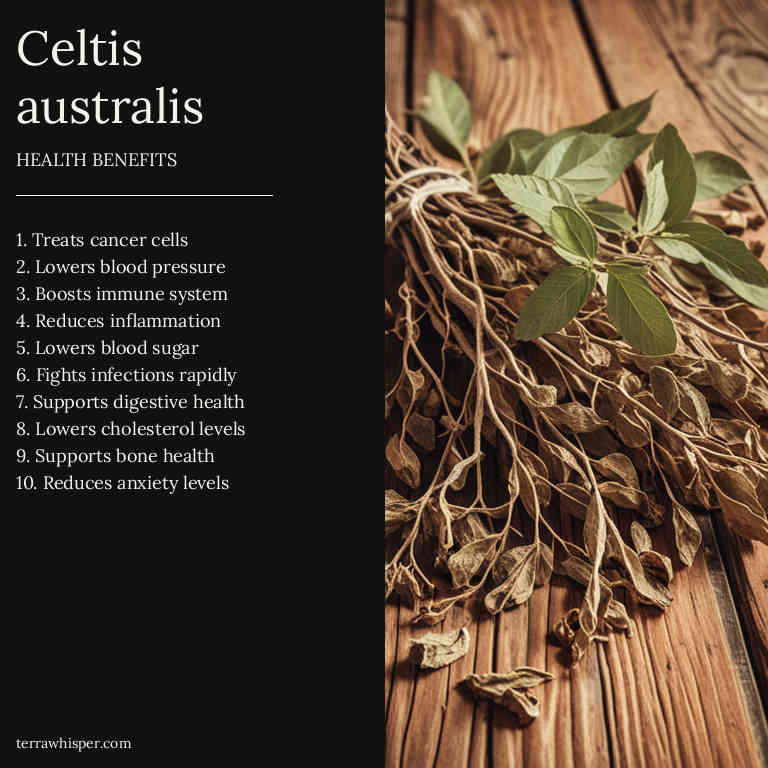 Celtis
australis
HEALTH BENEFITS
1. Treats cancer cells
2. Lowers blood pressure
3. Boosts immune system
4. Reduces inflammation
5. Lowers blood sugar
6. Fights infections rapidly
7. Supports digestive health
8. Lowers cholesterol levels
9. Supports bone health
10. Reduces anxiety levels
terrawhisper.com